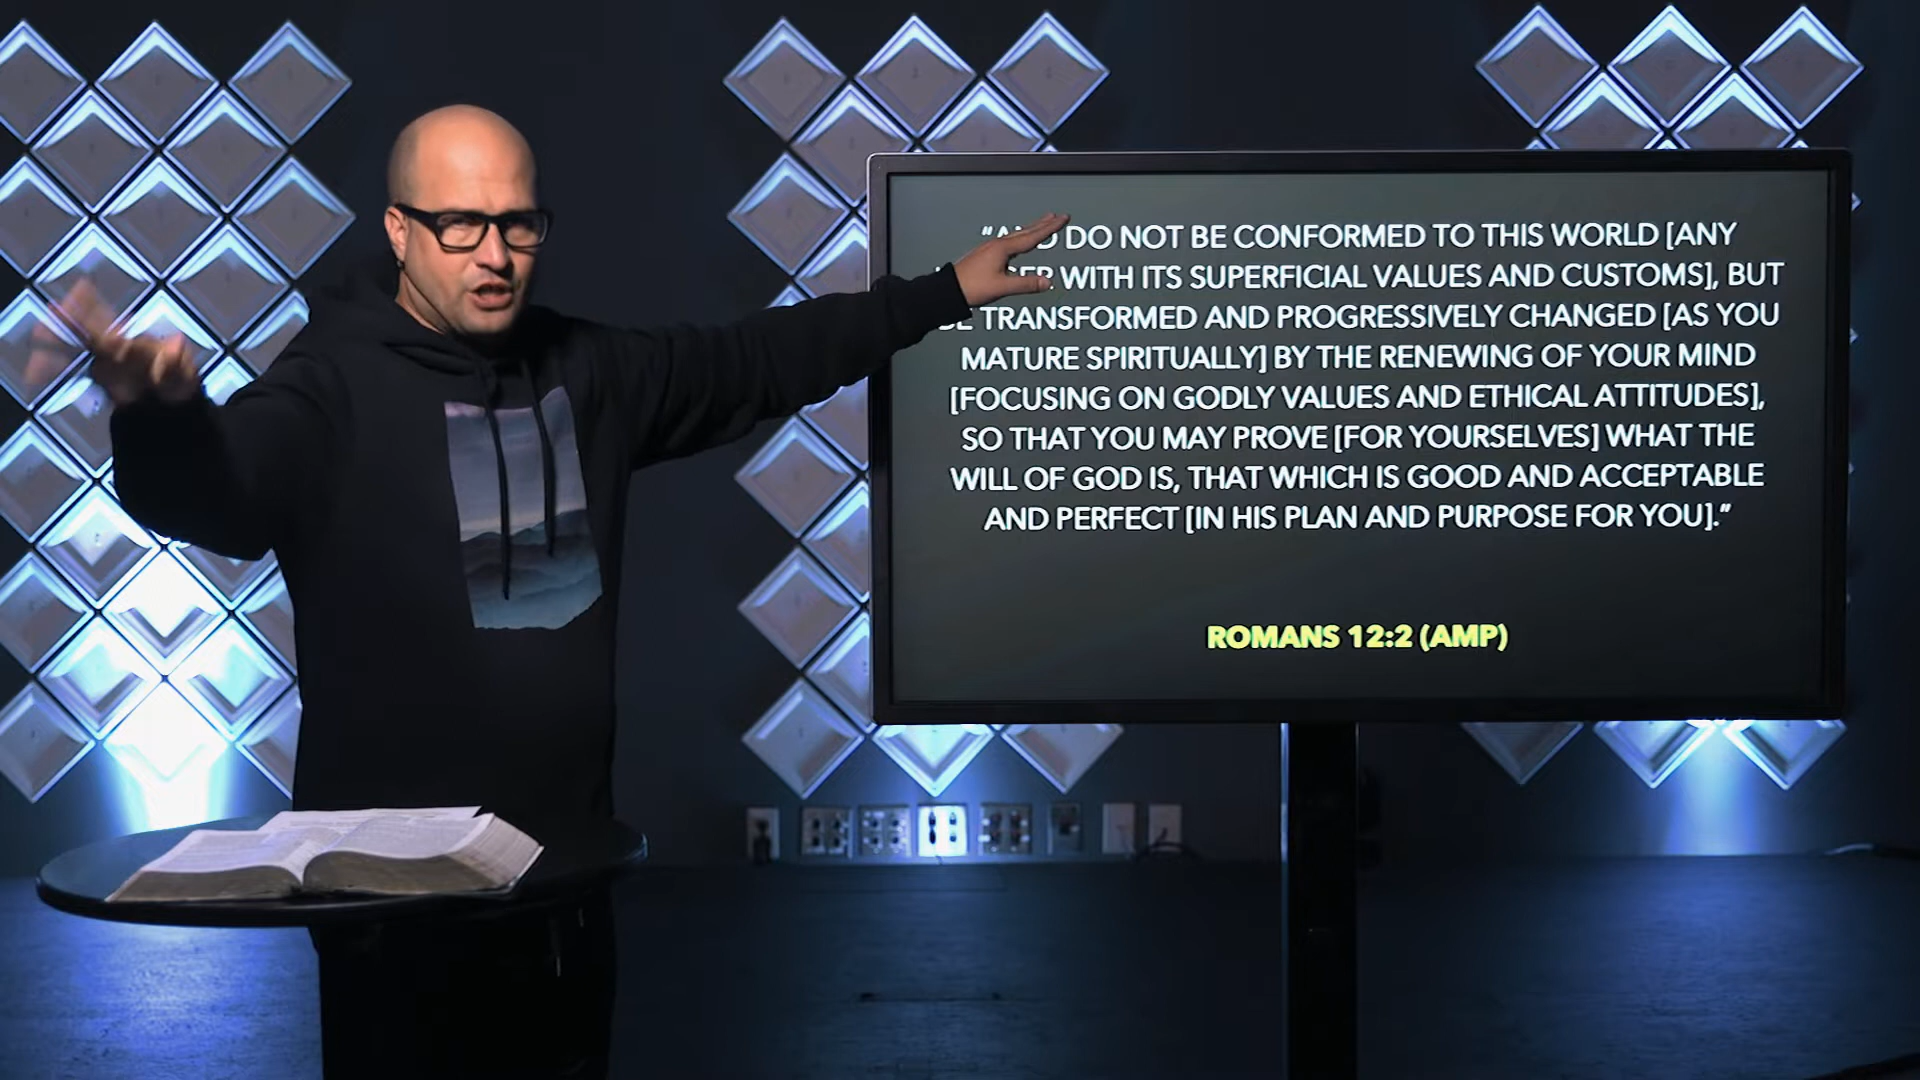 “AND DO NOT BE CONFORMED TO THIS WORLD [ANY
WITH ITS SUPERFICIAL VALUES AND CUSTOMS], BUT
BE TRANSFORMED AND PROGRESSIVELY CHANGED [AS YOU
MATURE SPIRITUALLY] BY THE RENEWING OF YOUR MIND
[FOCUSING ON GODLY VALUES AND ETHICAL ATTITUDES],
SO THAT YOU MAY PROVE [FOR YOURSELVES] WHAT THE
WILL OF GOD IS, THAT WHICH IS GOOD AND ACCEPTABLE
AND PERFECT [IN HIS PLAN AND PURPOSE FOR YOU].”
ROMANS 12:2 (AMP)